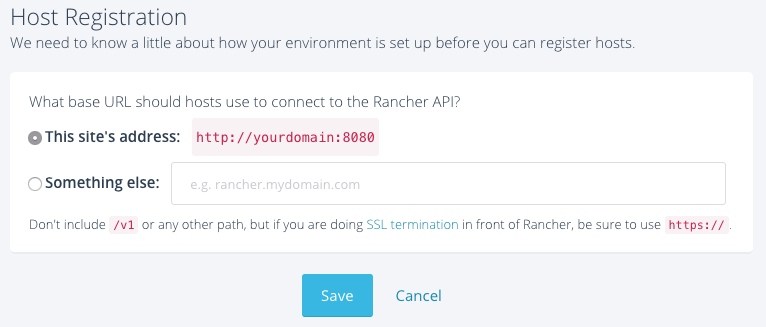 Host Registration
We need to know a little about how your environment is set up before you can register hosts.
What base URL should hosts use to connect to the Rancher API?
This site's address: http://yourdomain:8080
Something else: e.g. rancher.mydomain.com
Don't include /v1 or any other path, but if you are doing SSL termination in front of Rancher, be sure to use https:// .
Save Cancel